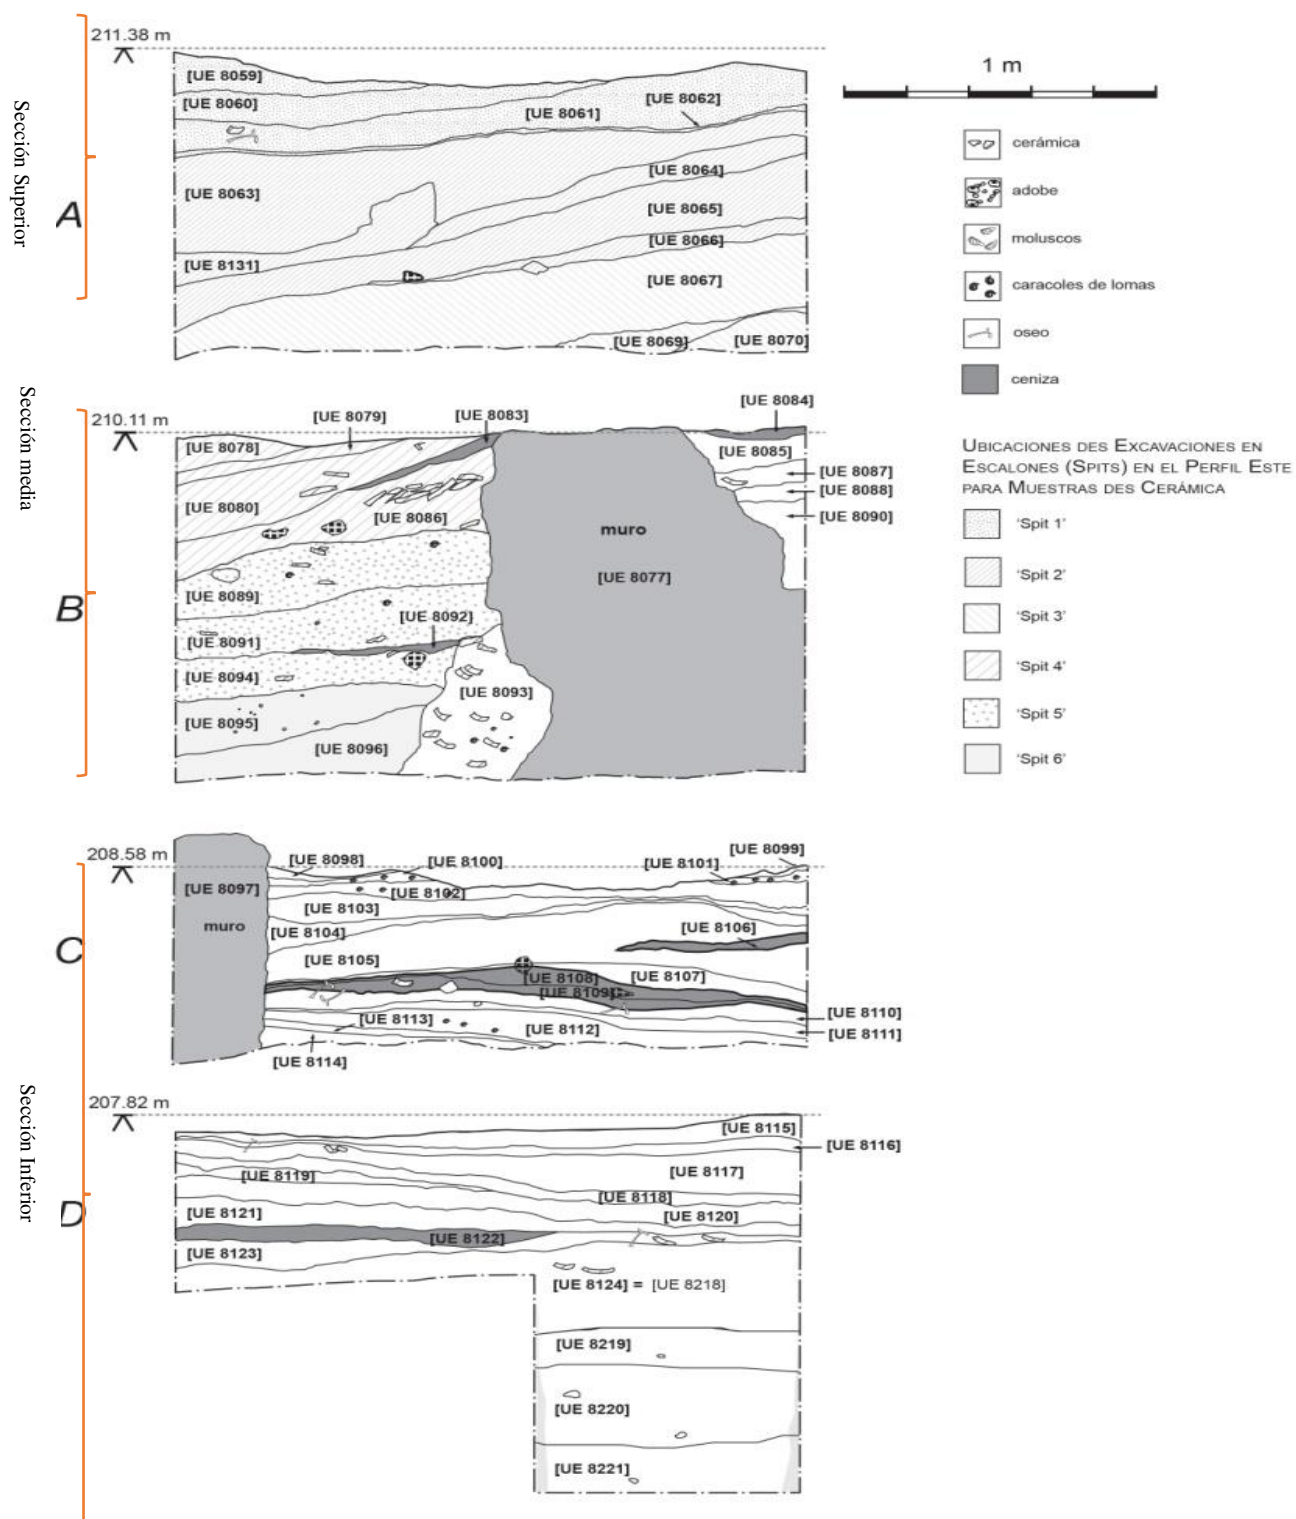 211.38 m
[UE 8059]
[UE 8060]
[UE 8061]
[UE 8062]
[UE 8063]
[UE 8064]
[UE 8065]
[UE 8066]
[UE 8131]
[UE 8067]
[UE 8069]
[UE 8070]
Sección Superior
A
1 m
cerámica
adobe
moluscos
caracoles de lomas
oseo
ceniza
UBICACIONES DES EXCAVACIONES EN
ESCALONES (SPITS) EN EL PERFIL ESTE
PARA MUESTRAS DES CERÁMICA
'Spit 1'
'Spit 2'
'Spit 3'
'Spit 4'
'Spit 5'
'Spit 6'
Sección media
B
210.11 m
[UE 8079]
[UE 8083]
[UE 8084]
[UE 8078]
[UE 8085]
[UE 8087]
[UE 8088]
[UE 8080]
[UE 8086]
[UE 8090]
muro
[UE 8077]
[UE 8089]
[UE 8092]
[UE 8091]
[UE 8094]
[UE 8093]
[UE 8095]
[UE 8096]
Sección Inferior
C
208.58 m
[UE 8098]
[UE 8100]
[UE 8101]
[UE 8099]
[UE 8097]
[UE 8102]
[UE 8103]
muro
[UE 8104]
[UE 8106]
[UE 8105]
[UE 8108]
[UE 8107]
[UE 8109]
[UE 8110]
[UE 8113]
[UE 8112]
[UE 8111]
[UE 8114]
D
207.82 m
[UE 8115]
[UE 8116]
[UE 8119]
[UE 8117]
[UE 8118]
[UE 8121]
[UE 8120]
[UE 8122]
[UE 8123]
[UE 8124] = [UE 8218]
[UE 8219]
[UE 8220]
[UE 8221]